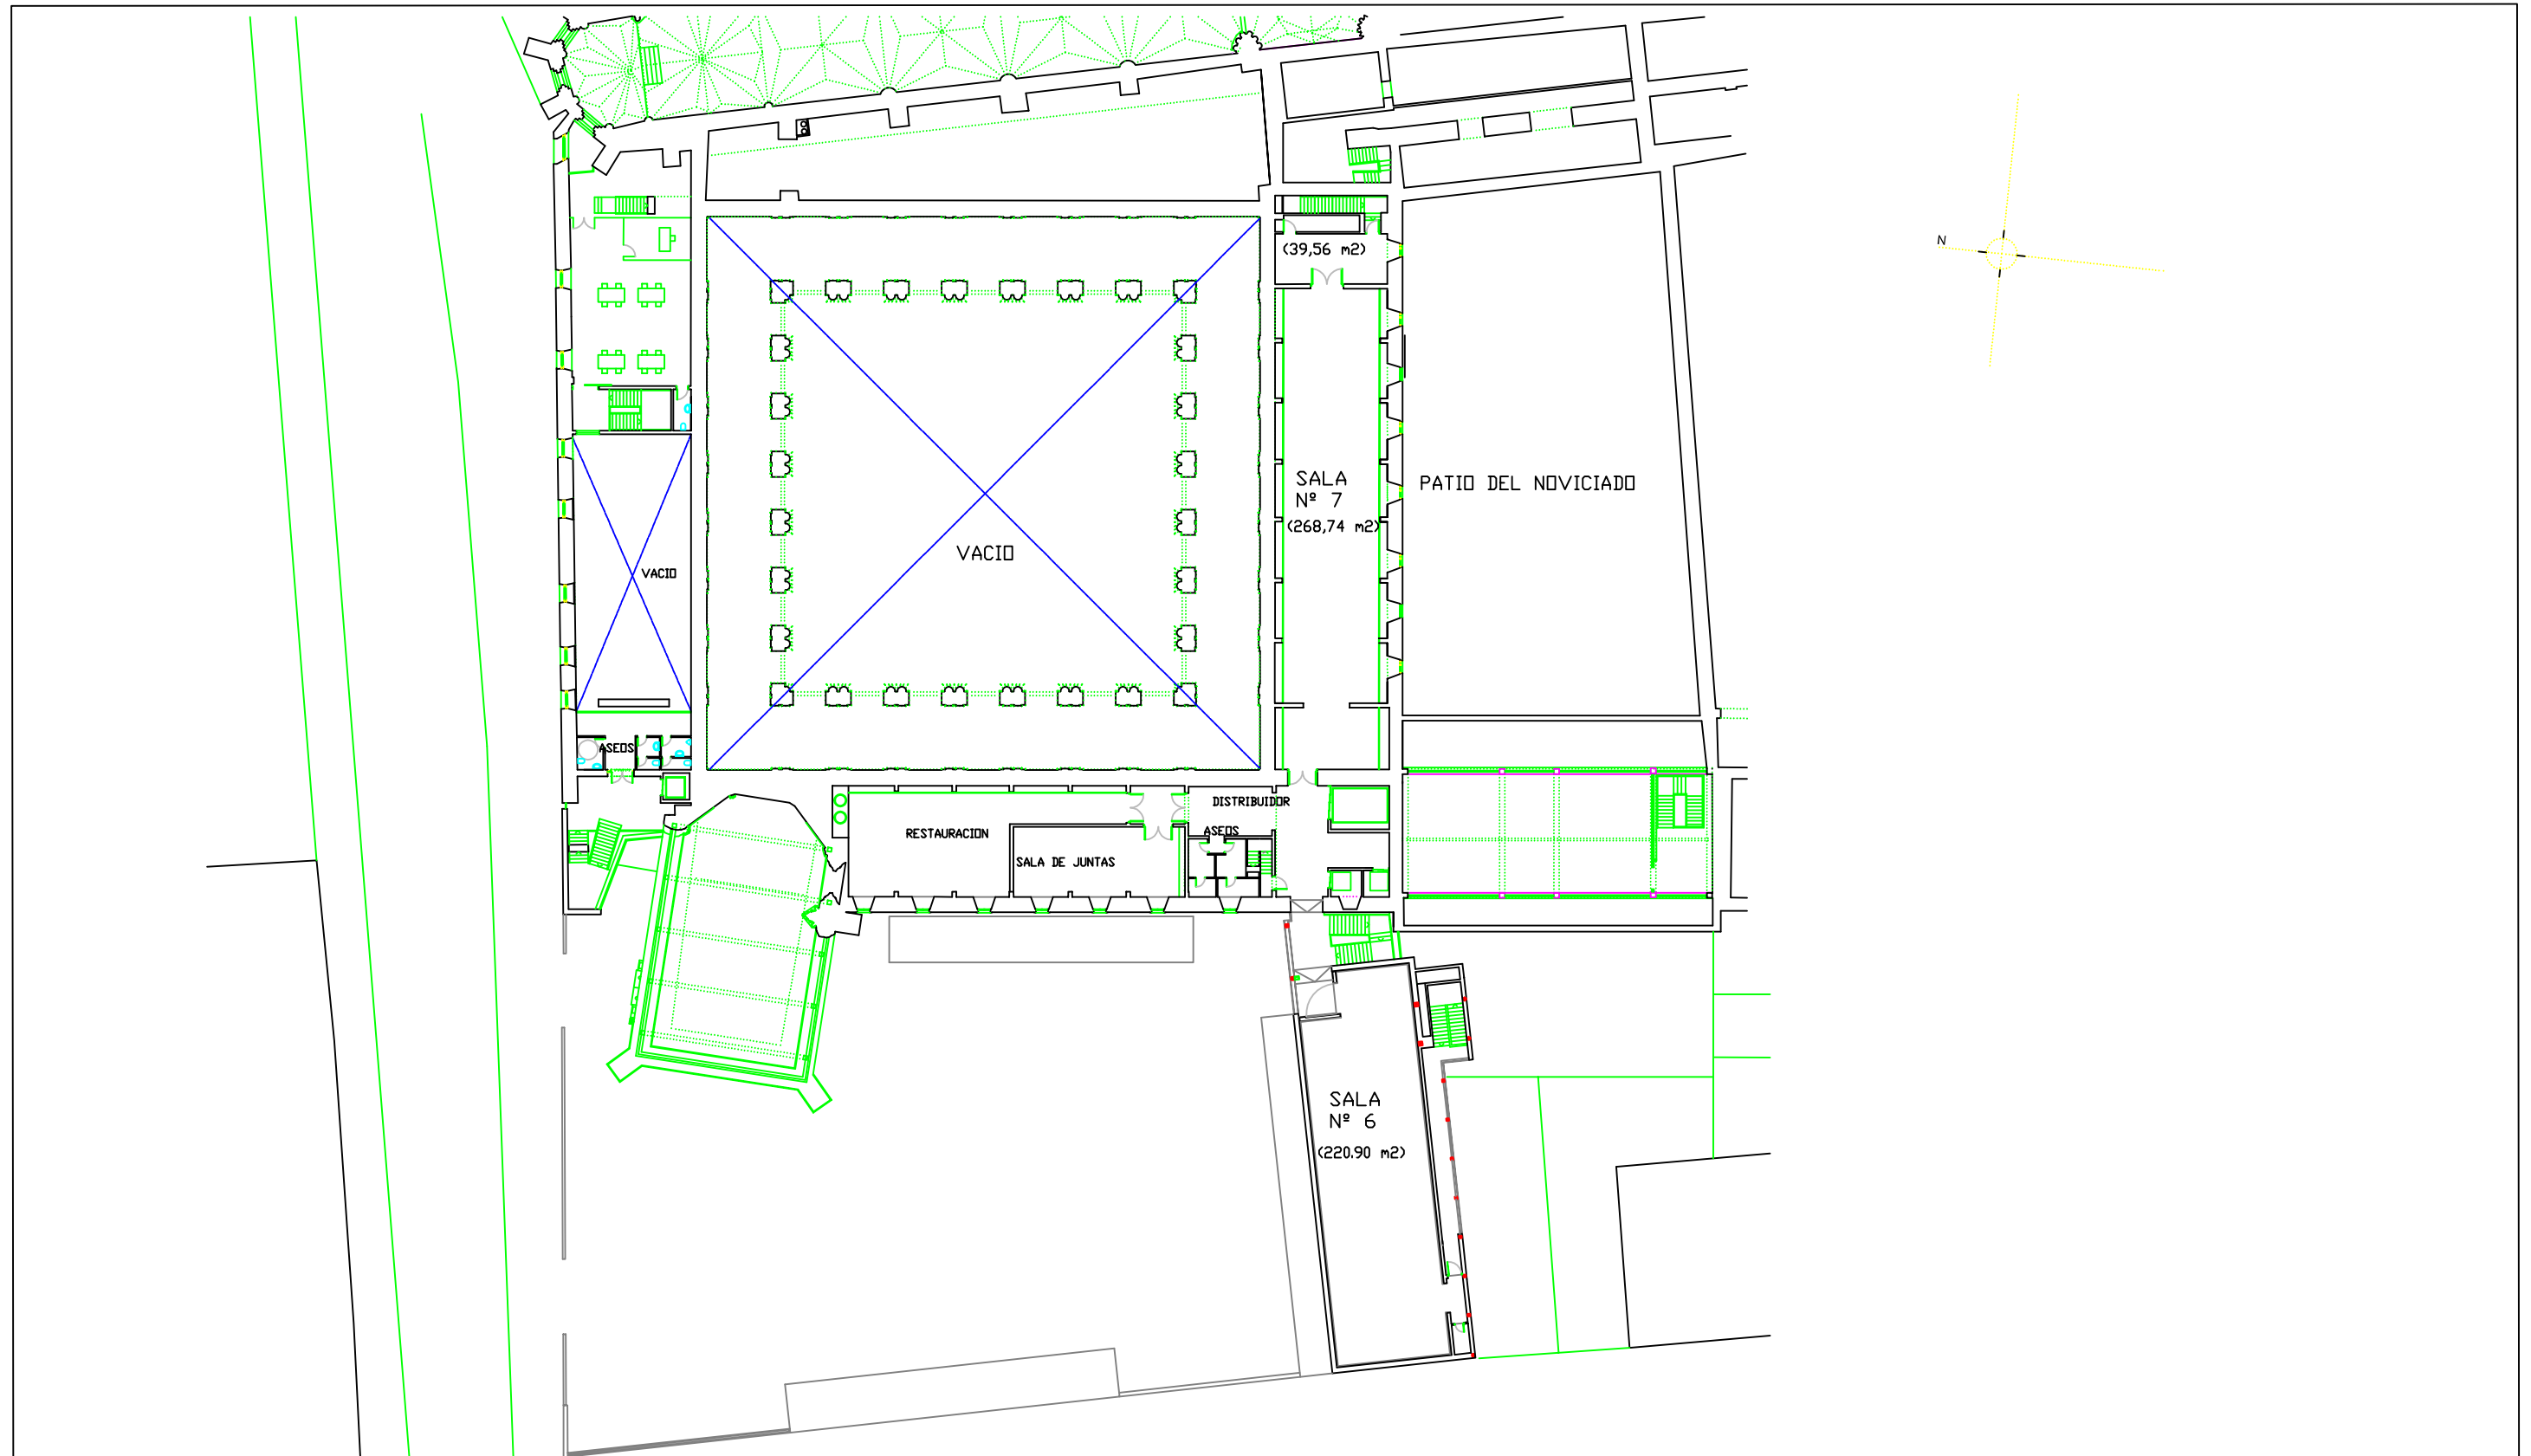 N
(39,56 m2)
SALA
Nº 7
(268,74 m2)
PATIO DEL NOVICIADO
VACIO
VACIO
ASEOS
DISTRIBUIDOR
RESTAURACION
ASEOS
SALA DE JUNTAS
SALA
Nº 6
(220.90 m2)